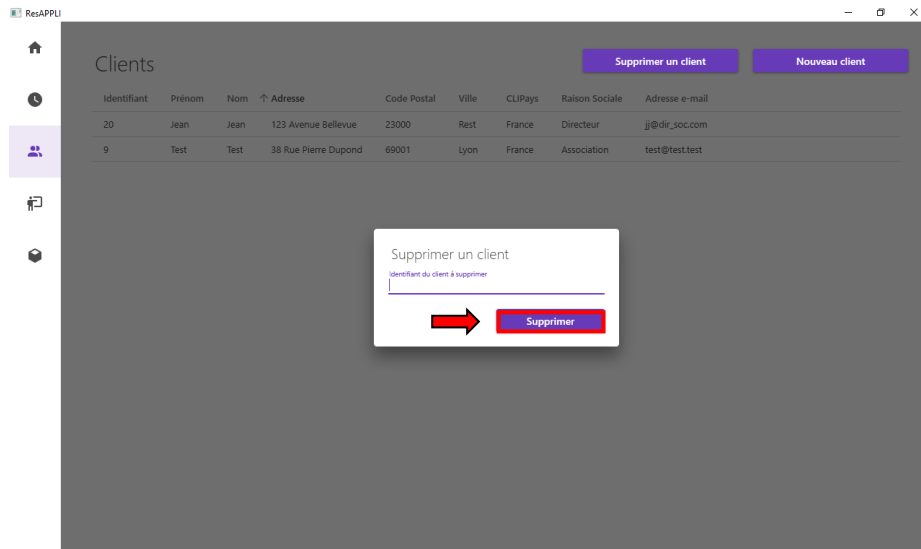 ResAPPLI
Clients
Supprimer un client
Nouveau client
Identifiant Prénom Nom Adresse Code Postal Ville CLIPays Raison Sociale Adresse e-mail
20 Jean Jean 123 Avenue Bellevue 23000 Rest France Directeur jj@dir_soc.com
9 Test Test 38 Rue Pierre Dupond 69001 Lyon France Association test@test.test
Supprimer un client
Identifiant du client à supprimer
Supprimer